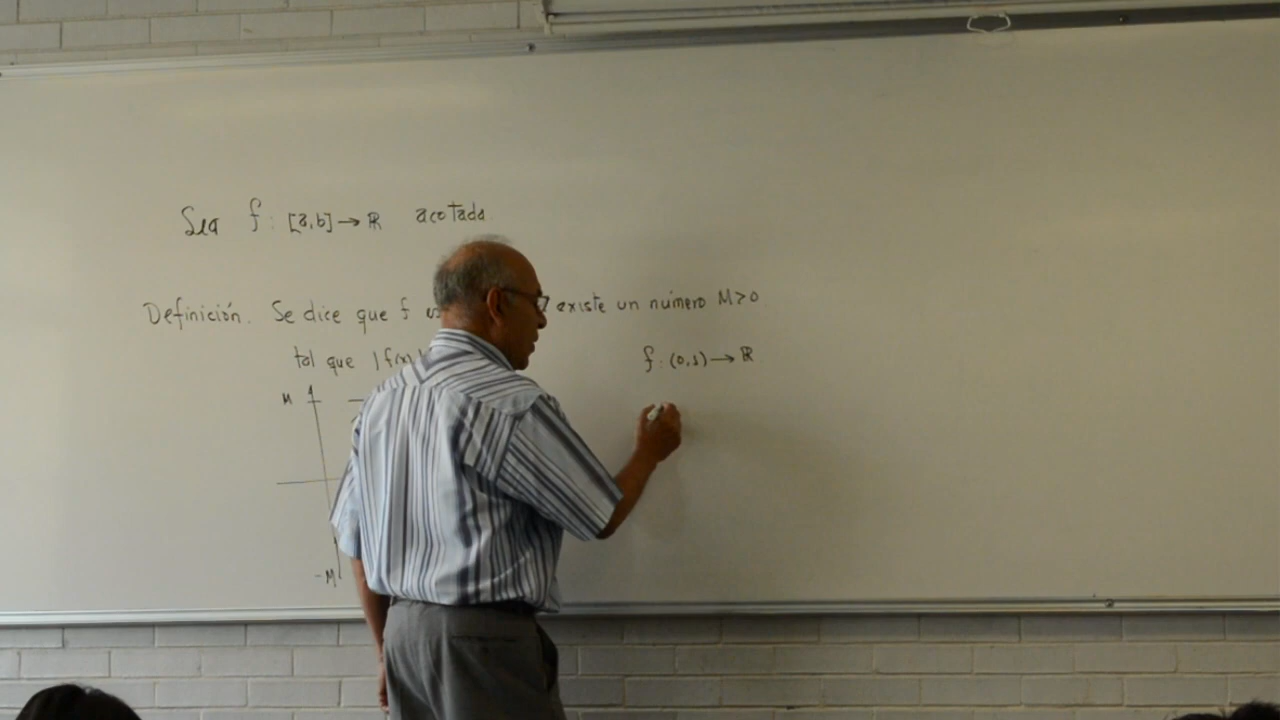 Sea f : [a,b] → ℝ acotada
Definición. Se dice que f existe un número M>0
tal que |f(x)
f : (0,1) → ℝ
M
-M